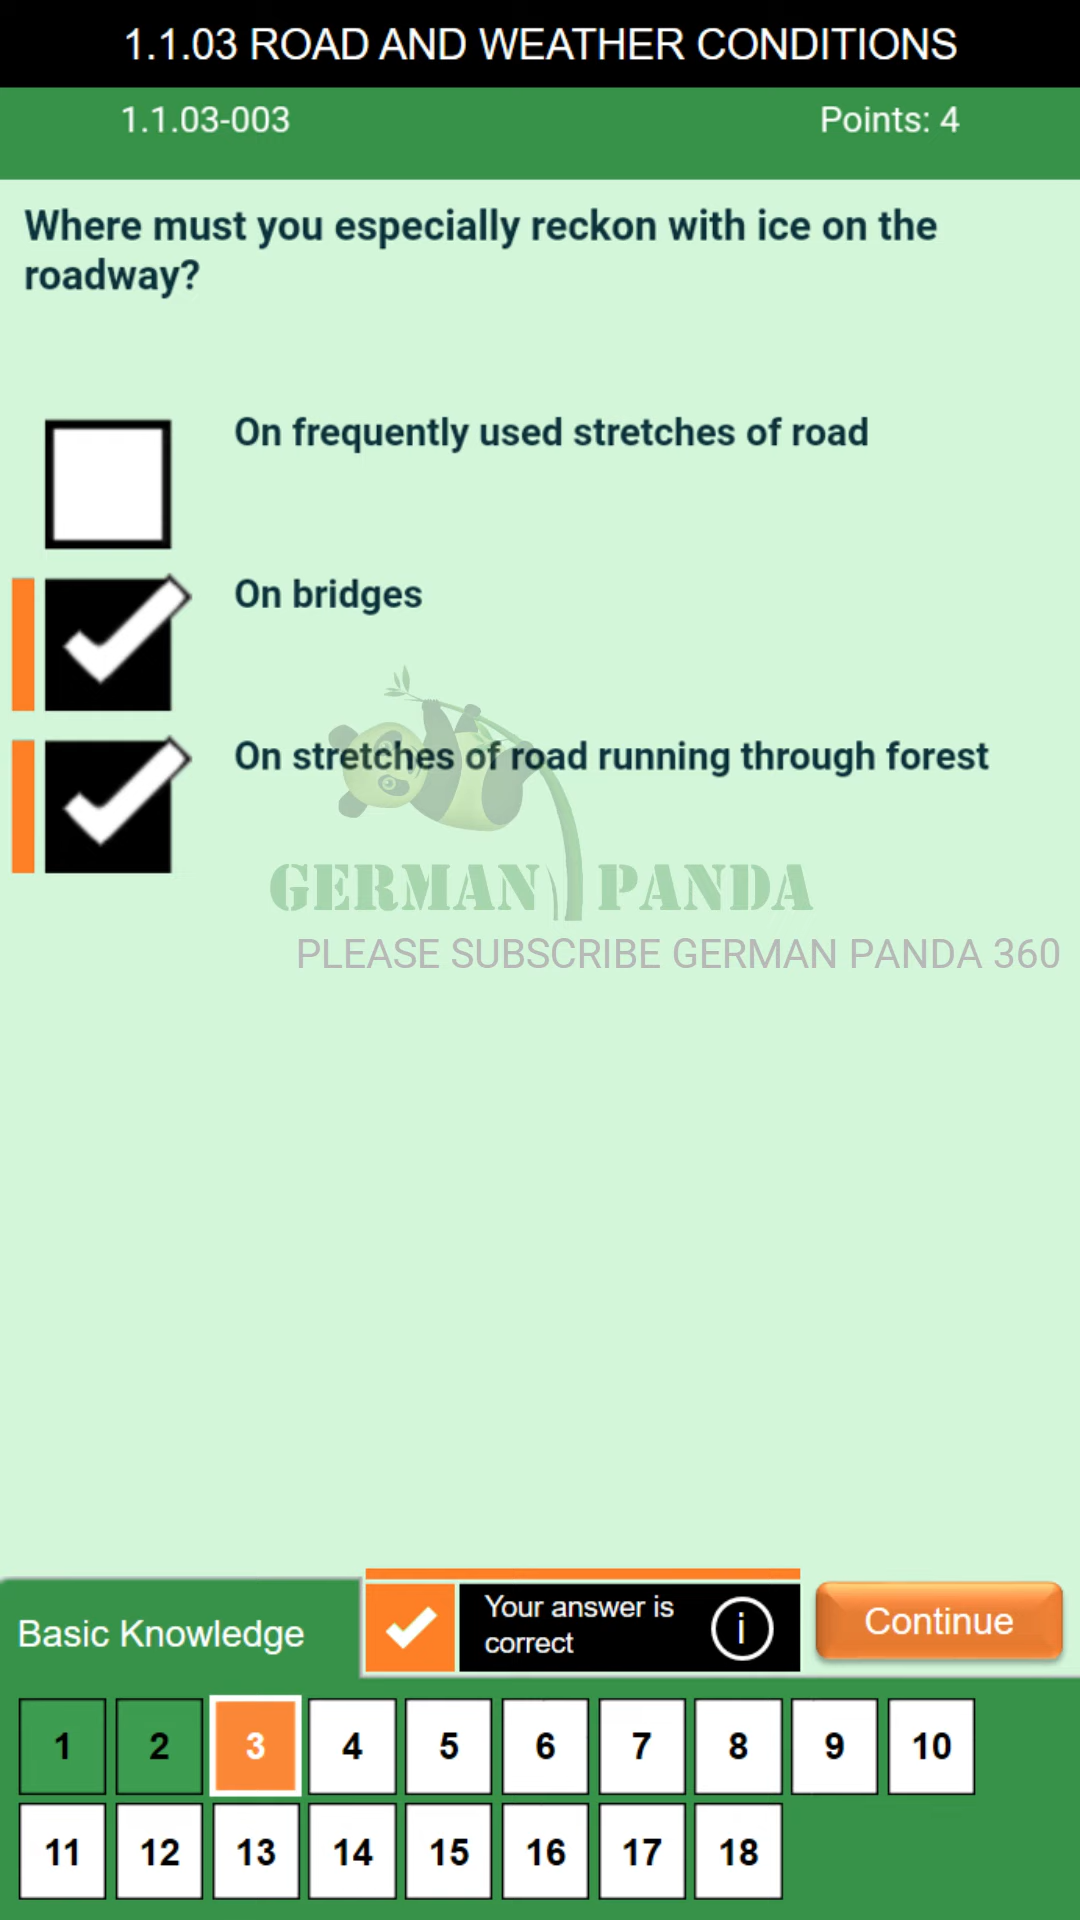 1.1.03 ROAD AND WEATHER CONDITIONS
1.1.03-003 Points: 4
Where must you especially reckon with ice on the
roadway?
On frequently used stretches of road
On bridges
On stretches of road running through forest
GERMAN PANDA
PLEASE SUBSCRIBE GERMAN PANDA 360
Basic Knowledge
Your answer is
correct
i
Continue
1 2 3 4 5 6 7 8 9 10
11 12 13 14 15 16 17 18